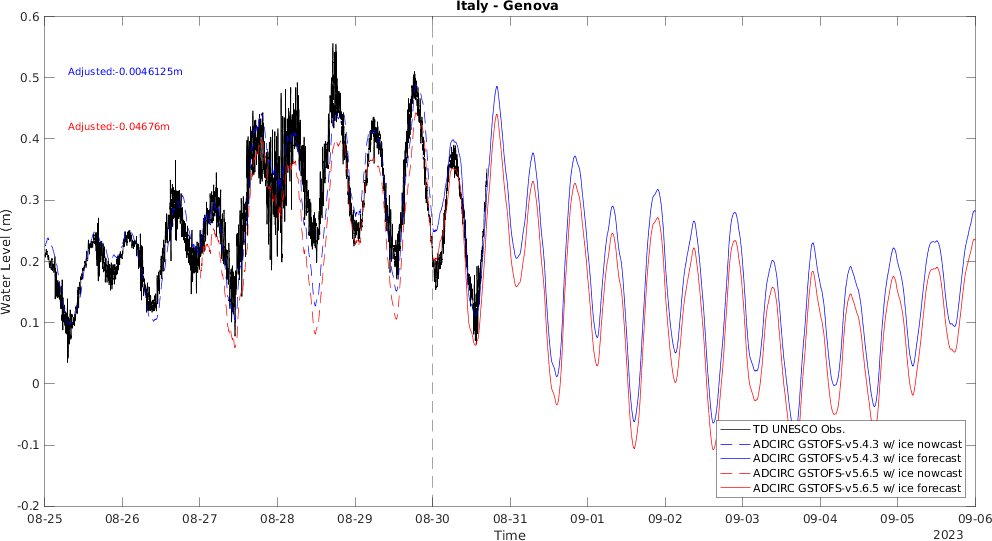 Italy - Genova
0.6
0.5
0.4
0.3
0.2
0.1
0
-0.1
-0.2
Water Level (m)
Adjusted:-0.0046125m
Adjusted:-0.04676m
TD UNESCO Obs.
ADCIRC GSTOFS-v5.4.3 w/ ice nowcast
ADCIRC GSTOFS-v5.4.3 w/ ice forecast
ADCIRC GSTOFS-v5.6.5 w/ ice nowcast
ADCIRC GSTOFS-v5.6.5 w/ ice forecast
08-25 08-26 08-27 08-28 08-29 08-30 08-31 09-01 09-02 09-03 09-04 09-05 09-06
Time
2023